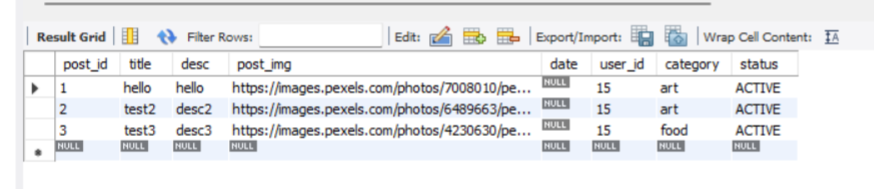 Result Grid Filter Rows: Edit: Export/Import: Wrap Cell Content: IA
post_id title desc post_img date user_id category status
1 hello hello https://images.pexels.com/photos/7008010/pe... NULL 15 art ACTIVE
2 test2 desc2 https://images.pexels.com/photos/6489663/pe... NULL 15 art ACTIVE
3 test3 desc3 https://images.pexels.com/photos/4230630/pe... NULL 15 food ACTIVE
NULL NULL NULL NULL NULL NULL NULL NULL